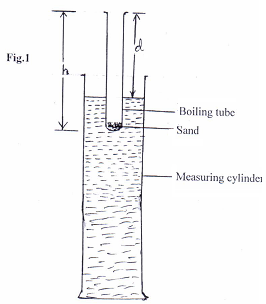 Fig.1
h
d
Boiling tube
Sand
Measuring cylinder